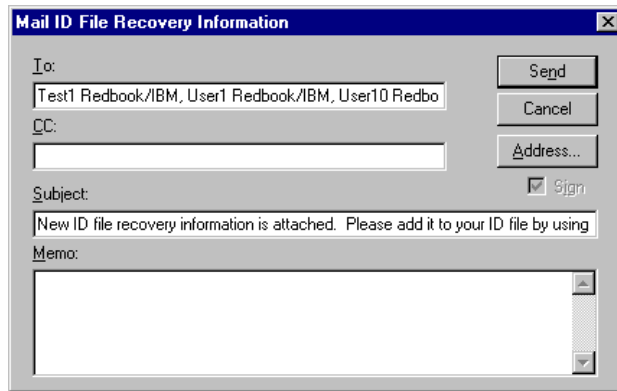 Mail ID File Recovery Information
To:
Send
Test1 Redbook/IBM, User1 Redbook/IBM, User10 Redbo
Cancel
CC:
Address...
Sign
Subject:
New ID file recovery information is attached. Please add it to your ID file by using
Memo: